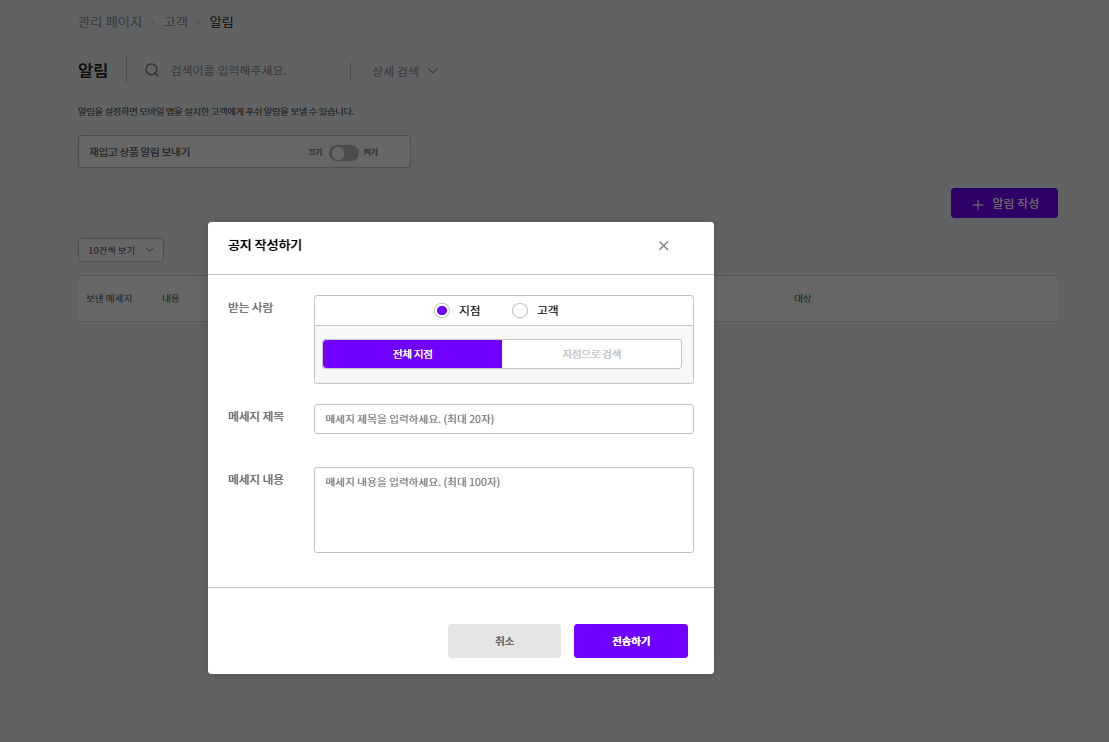 관리 페이지 > 고객 > 알림
알림 검색어를 입력해주세요. 상세 검색
알림을 설정하면 모바일 앱을 설치한 고객에게 푸쉬 알림을 보낼 수 있습니다.
재입고 상품 알림 보내기 끄기 켜기
+ 알림 작성
10건씩 보기
보낸 메세지 내용 대상
공지 작성하기
받는 사람 지점 고객
전체 지점 지점으로 검색
메세지 제목 메세지 제목을 입력하세요. (최대 20자)
메세지 내용 메세지 내용을 입력하세요. (최대 100자)
취소 전송하기